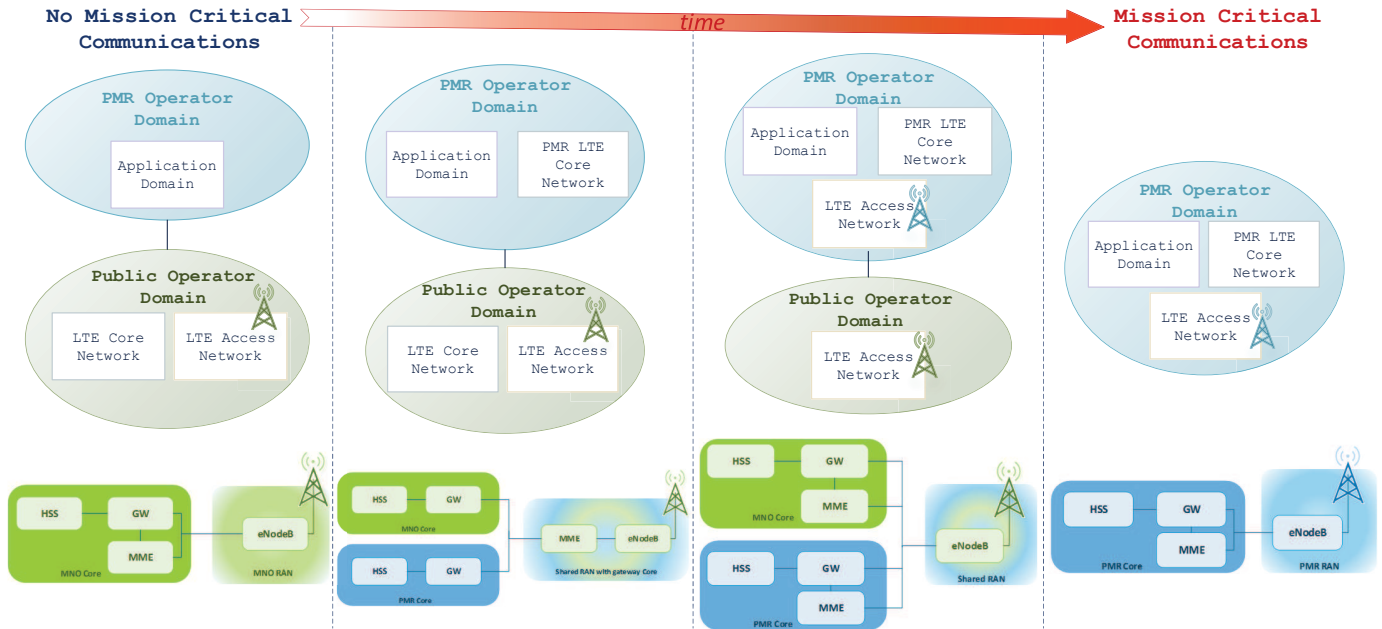 No Mission Critical
Communications
time
Mission Critical
Communications
PMR Operator
Domain
Application
Domain
Public Operator
Domain
LTE Core
Network
LTE Access
Network
HSS
GW
MME
MNO Core
eNodeB
MNO RAN
PMR Operator
Domain
Application
Domain
PMR LTE
Core
Network
Public Operator
Domain
LTE Core
Network
LTE Access
Network
HSS
GW
MNO Core
HSS
GW
PMR Core
MME
eNodeB
Shared RAN with gateway Core
PMR Operator
Domain
Application
Domain
PMR LTE
Core
Network
LTE Access
Network
Public Operator
Domain
LTE Access
Network
HSS
GW
MME
MNO Core
HSS
GW
MME
PMR Core
eNodeB
Shared RAN
PMR Operator
Domain
Application
Domain
PMR LTE
Core
Network
LTE Access
Network
HSS
GW
MME
PMR Core
eNodeB
PMR RAN